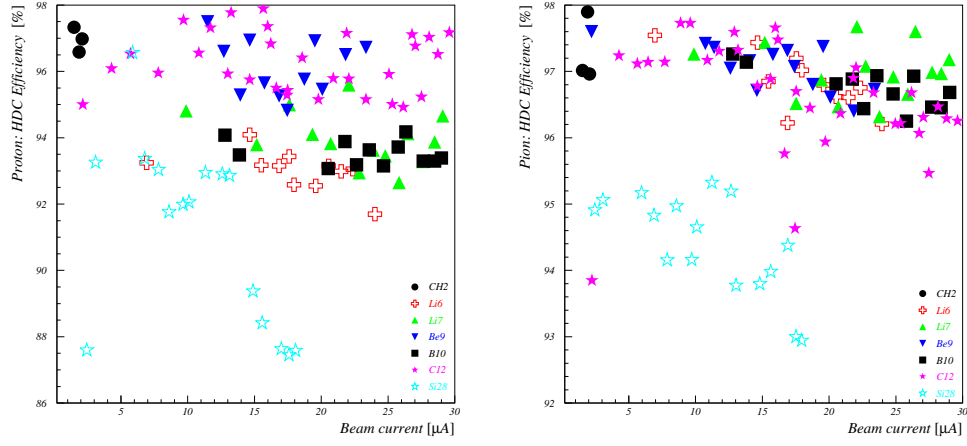 Proton: HDC Efficiency [%]
98
96
94
92
90
88
86
5
10
15
20
25
30
Beam current [µA]
CH2
Li6
Li7
Be9
B10
C12
Si28
Pion: HDC Efficiency [%]
98
97
96
95
94
93
92
5
10
15
20
25
30
Beam current [µA]
CH2
Li6
Li7
Be9
B10
C12
Si28